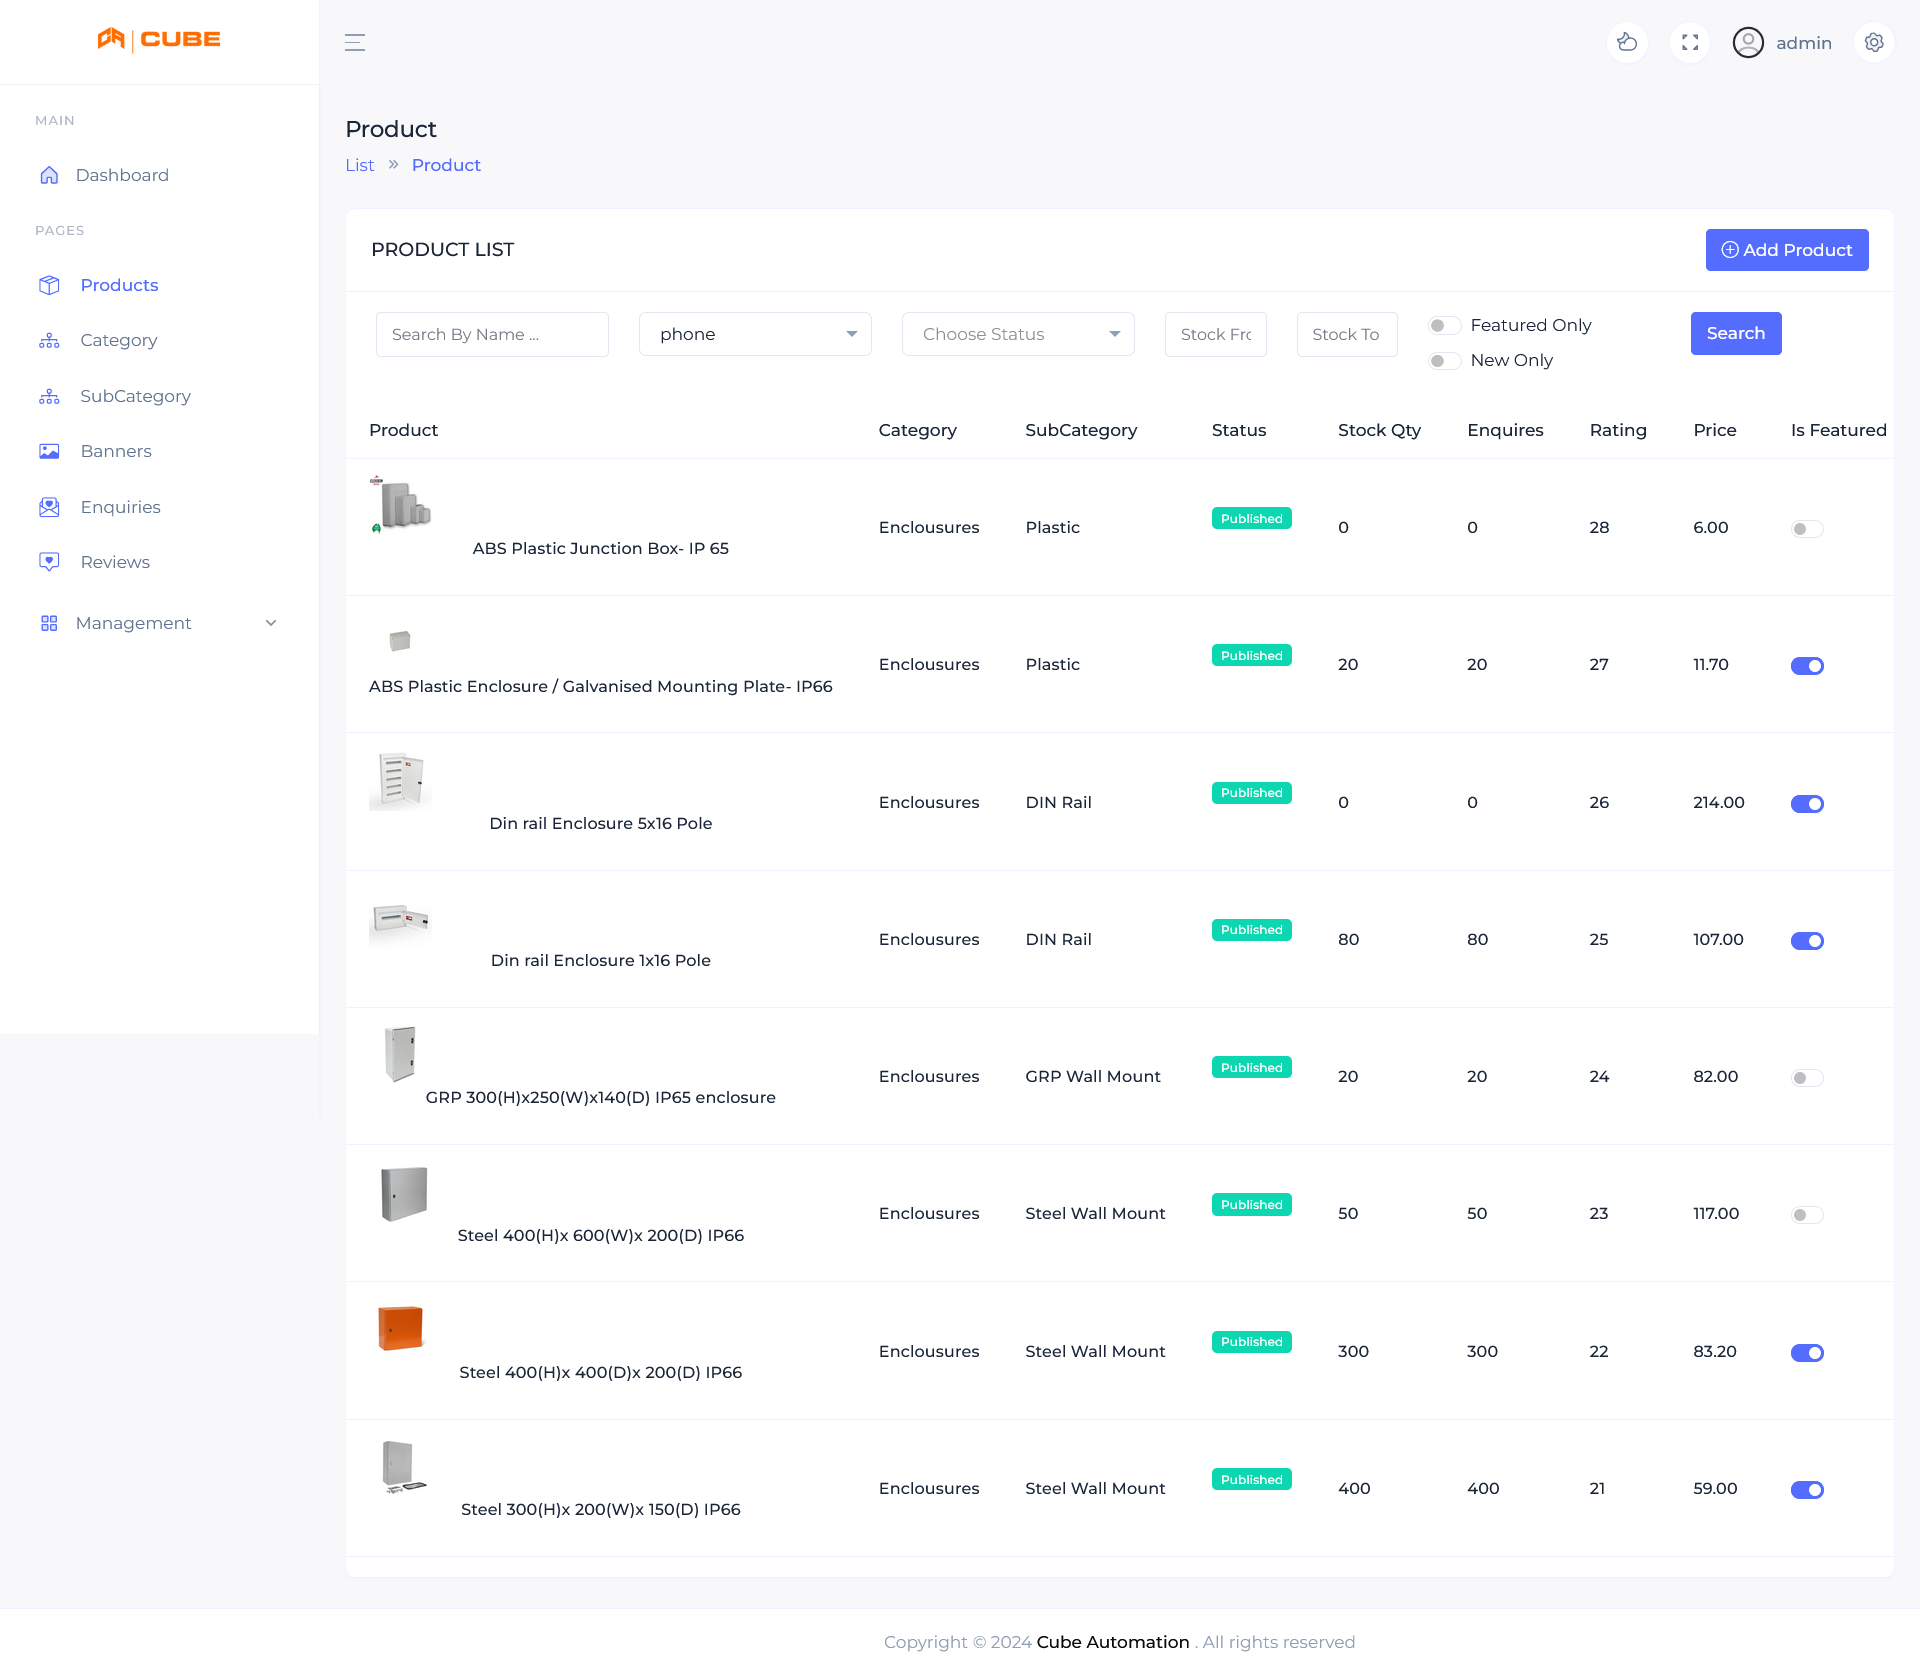 CUBE
admin
MAIN
Dashboard
PAGES
Products
Category
SubCategory
Banners
Enquiries
Reviews
Management
Product
List » Product
PRODUCT LIST
Add Product
Search By Name ...
phone
Choose Status
Stock Frc
Stock To
Featured Only
New Only
Search
Product Category SubCategory Status Stock Qty Enquires Rating Price Is Featured
ABS Plastic Junction Box- IP 65 Enclousures Plastic Published 0 0 28 6.00
ABS Plastic Enclosure / Galvanised Mounting Plate- IP66 Enclousures Plastic Published 20 20 27 11.70
Din rail Enclosure 5x16 Pole Enclousures DIN Rail Published 0 0 26 214.00
Din rail Enclosure 1x16 Pole Enclousures DIN Rail Published 80 80 25 107.00
GRP 300(H)x250(W)x140(D) IP65 enclosure Enclousures GRP Wall Mount Published 20 20 24 82.00
Steel 400(H)x 600(W)x 200(D) IP66 Enclousures Steel Wall Mount Published 50 50 23 117.00
Steel 400(H)x 400(D)x 200(D) IP66 Enclousures Steel Wall Mount Published 300 300 22 83.20
Steel 300(H)x 200(W)x 150(D) IP66 Enclousures Steel Wall Mount Published 400 400 21 59.00
Copyright © 2024 Cube Automation . All rights reserved